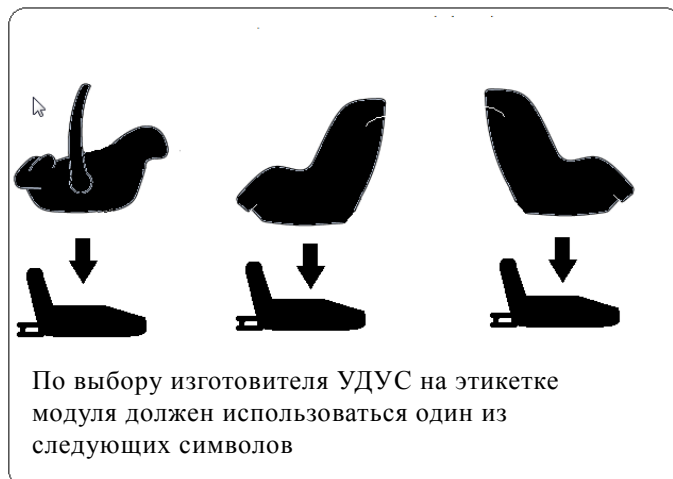 По выбору изготовителя УДУС на этикетке
модуля должен использоваться один из
следующих символов